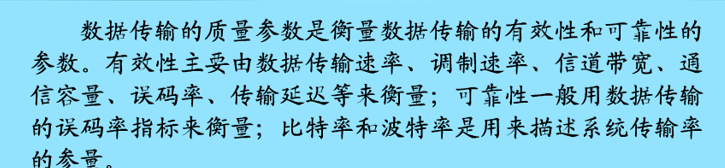 数据传输的质量参数是衡量数据传输的有效性和可靠性的
参数。有效性主要由数据传输速率、调制速率、信道带宽、通
信容量、误码率、传输延迟等来衡量；可靠性一般用数据传输
的误码率指标来衡量；比特率和波特率是用来描述系统传输率
的参量。